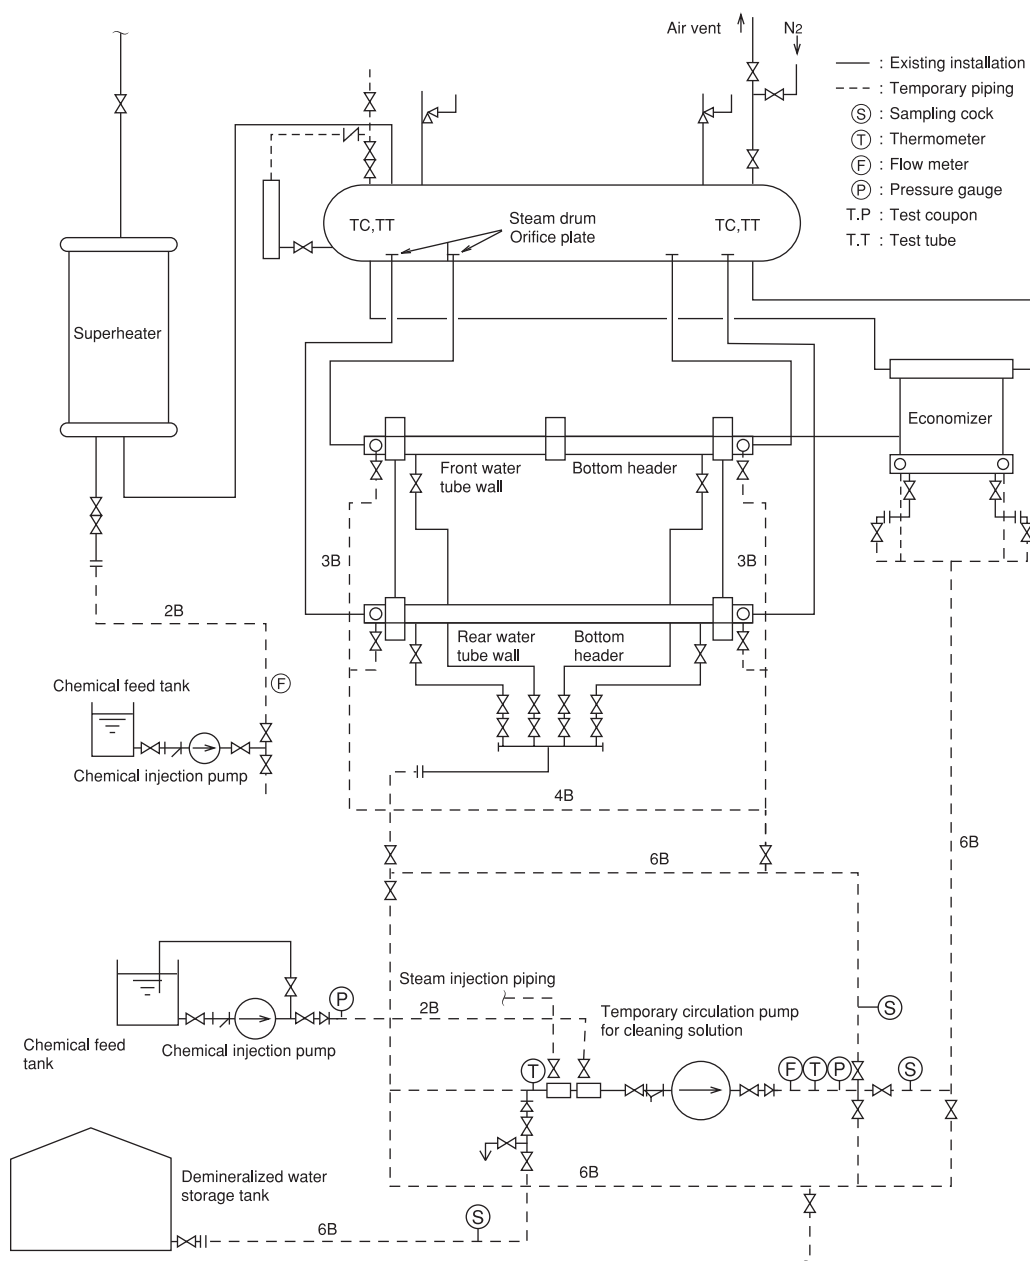 Air vent
N2
: Existing installation
: Temporary piping
S : Sampling cock
T : Thermometer
F : Flow meter
P : Pressure gauge
T.P : Test coupon
T.T : Test tube
TC,TT
Steam drum
Orifice plate
TC,TT
Superheater
Economizer
Front water
tube wall
Bottom header
3B
3B
2B
Rear water
tube wall
Bottom
header
F
Chemical feed tank
Chemical injection pump
4B
6B
6B
Steam injection piping
P
2B
Temporary circulation pump
for cleaning solution
S
Chemical feed
tank
Chemical injection pump
T
F
T
P
S
Demineralized water
storage tank
6B
6B
S